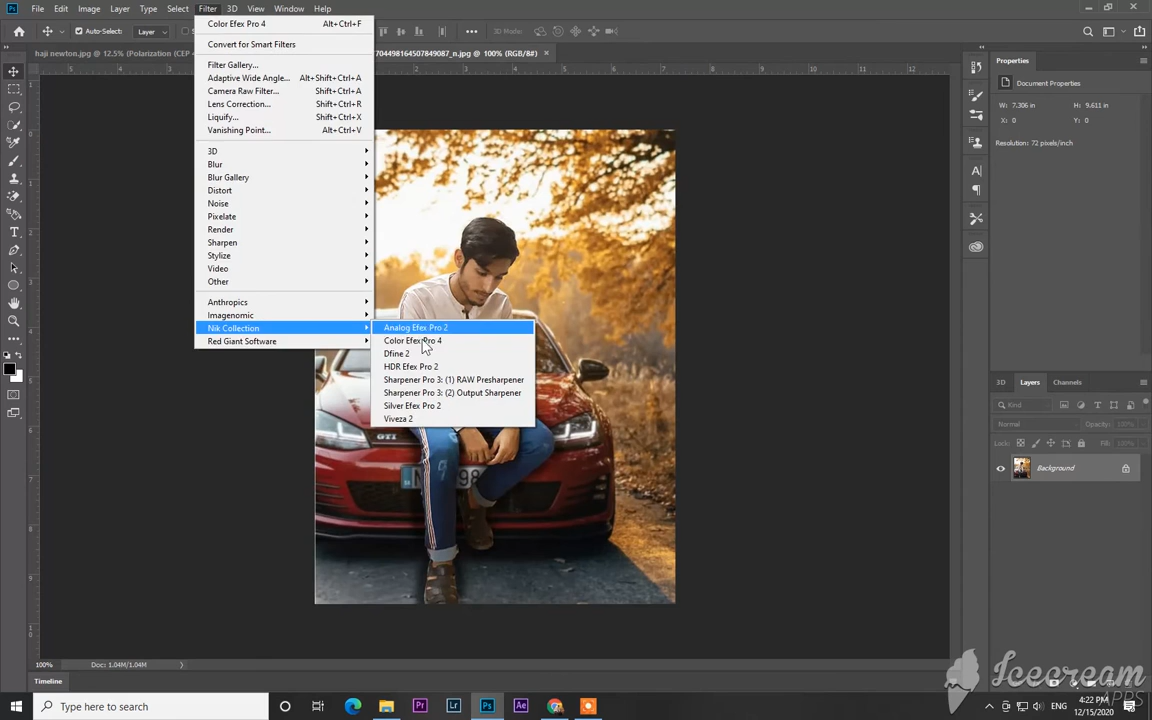 File Edit Image Layer Type Select Filter 3D View Window Help
Auto-Select: Layer 3D Mode:
haji newton.jpg @ 12.5% (Polarization (CEP 4 704498164507849087_n.jpg @ 100% (RGB/8#)
Color Efex Pro 4 Alt+Ctrl+F
Convert for Smart Filters
Filter Gallery...
Adaptive Wide Angle... Alt+Shift+Ctrl+A
Camera Raw Filter... Shift+Ctrl+A
Lens Correction... Shift+Ctrl+R
Liquify... Shift+Ctrl+X
Vanishing Point... Alt+Ctrl+V
3D
Blur
Blur Gallery
Distort
Noise
Pixelate
Render
Sharpen
Stylize
Video
Other
Anthropics
Imagenomic
Nik Collection
Red Giant Software
Analog Efex Pro 2
Color Efex Pro 4
Dfine 2
HDR Efex Pro 2
Sharpener Pro 3: (1) RAW Presharpener
Sharpener Pro 3: (2) Output Sharpener
Silver Efex Pro 2
Viveza 2
Properties
Document Properties
W: 7.306 in H: 9.611 in
X: 0 Y: 0
Resolution: 72 pixels/inch
3D Layers Channels
Kind
Normal Opacity: 100%
Lock: Fill: 100%
Background
100% Doc: 1.04M/1.04M
Timeline
Icecream
APPS
Type here to search
Pr Lr Ps Ae
ENG
4:22 PM
12/15/2020